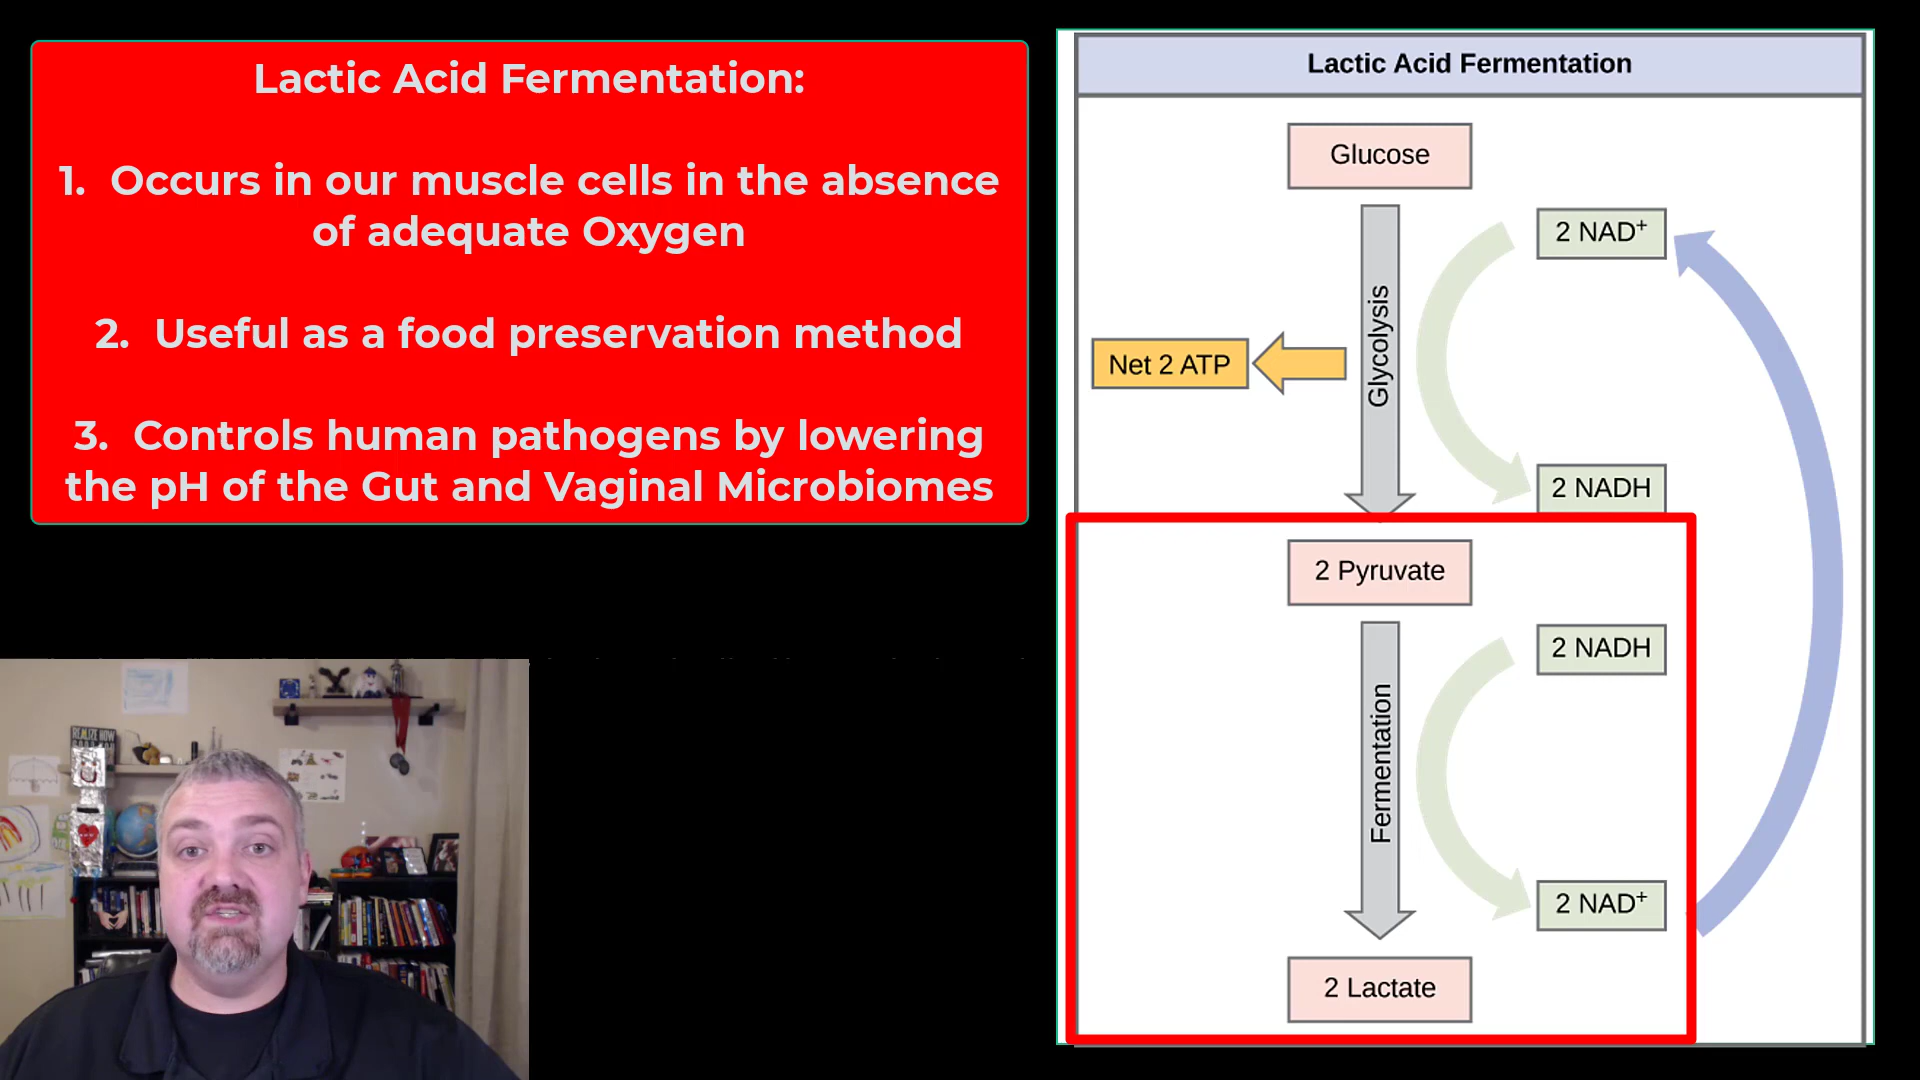 Lactic Acid Fermentation:
1. Occurs in our muscle cells in the absence
of adequate Oxygen
2. Useful as a food preservation method
3. Controls human pathogens by lowering
the pH of the Gut and Vaginal Microbiomes
Lactic Acid Fermentation
Glucose
2 NAD⁺
Glycolysis
Net 2 ATP
2 NADH
2 Pyruvate
2 NADH
Fermentation
2 NAD⁺
2 Lactate
REALIZE HOW